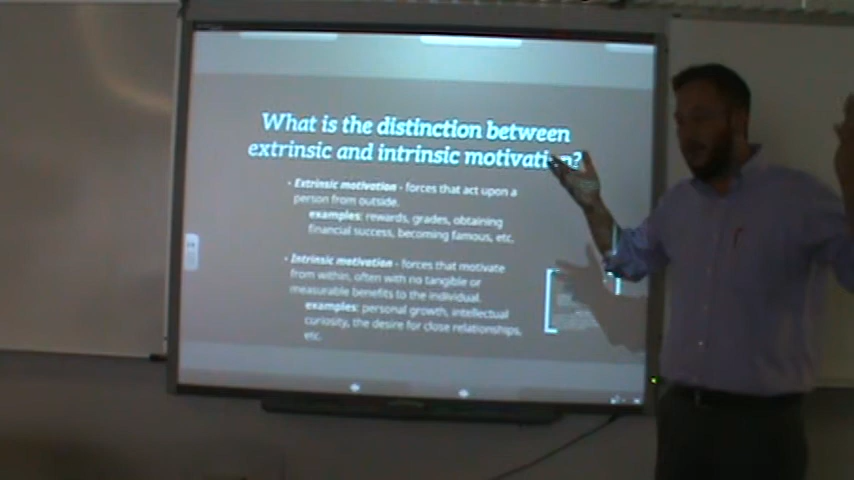 What is the distinction between
extrinsic and intrinsic motivation?
· Extrinsic motivation - forces that act upon a
person from outside.
examples: rewards, grades, obtaining
financial success, becoming famous, etc.
· Intrinsic motivation - forces that motivate
from within, often with no tangible or
measurable benefits to the individual.
examples: personal growth, intellectual
curiosity, the desire for close relationships,
etc.